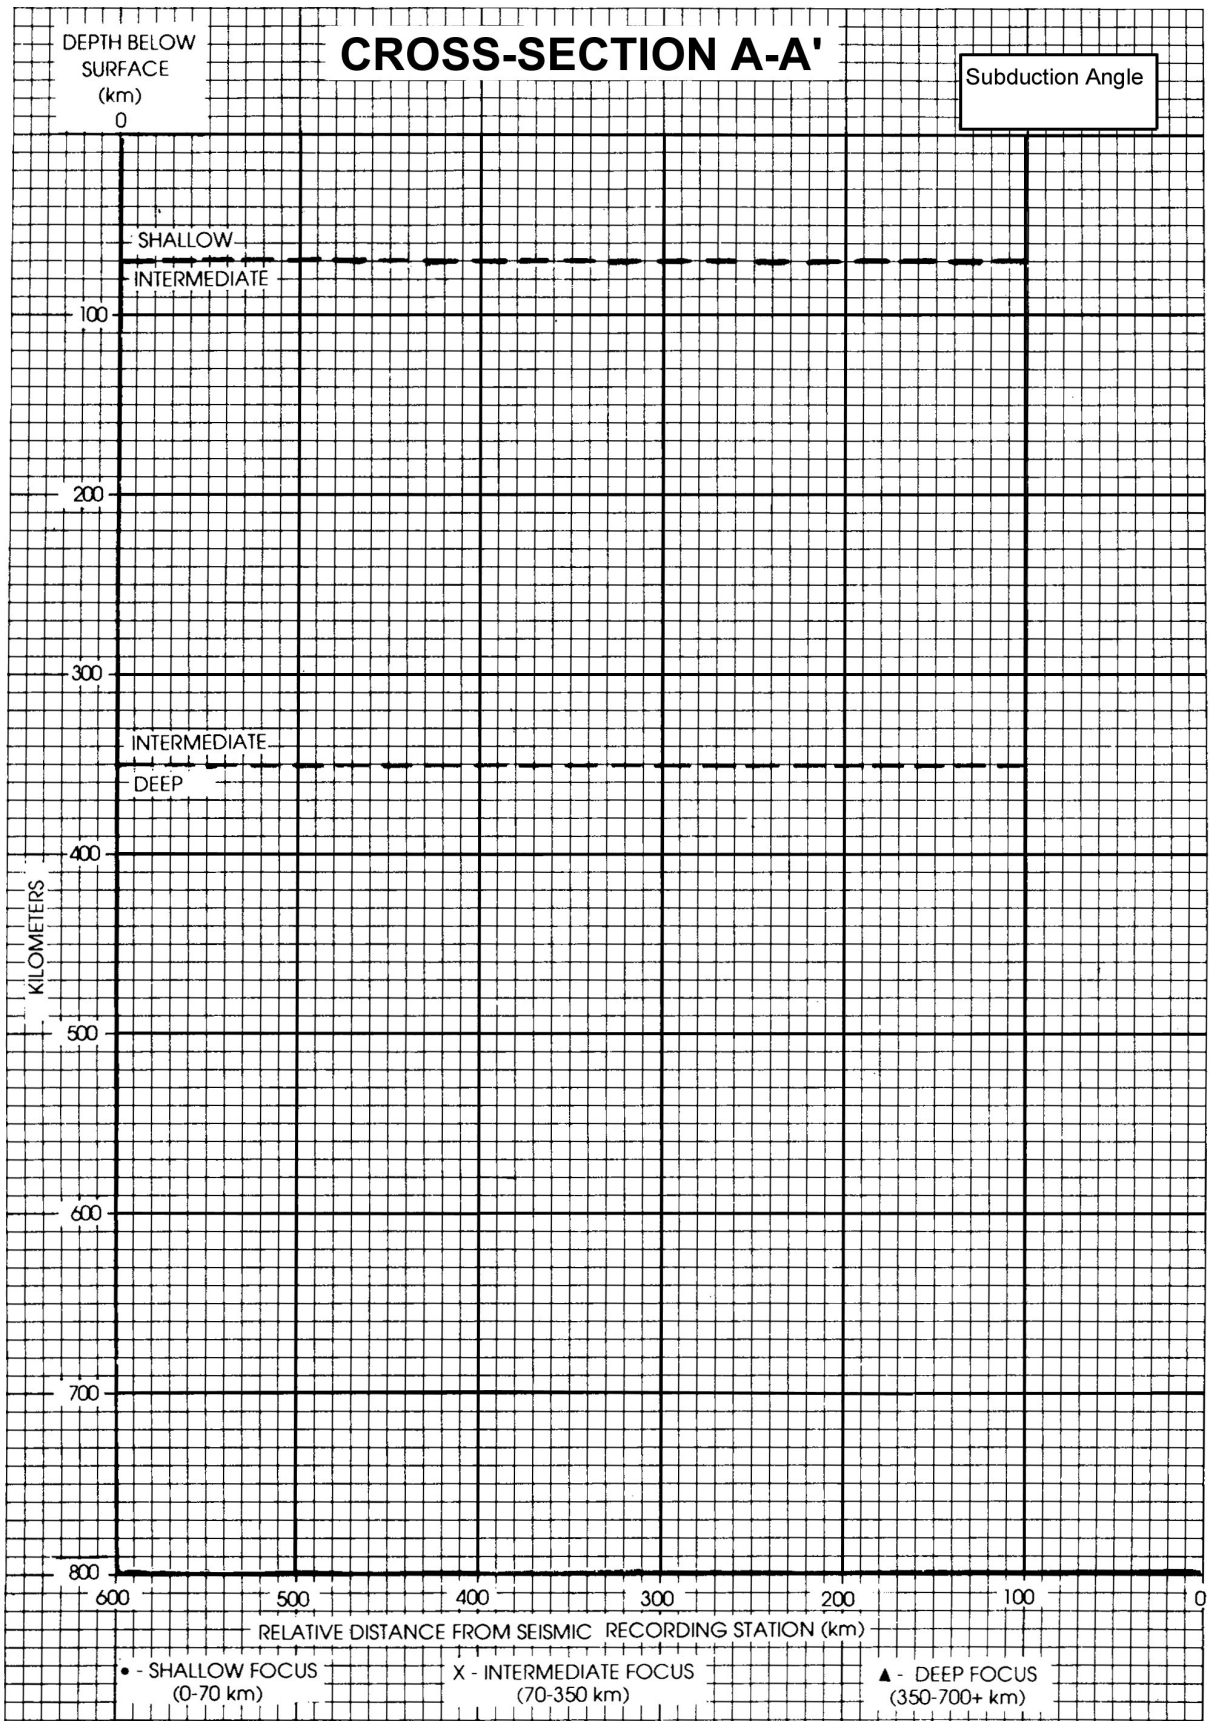 DEPTH BELOW
SURFACE
(km)
0
CROSS-SECTION A-A'
Subduction Angle
SHALLOW
INTERMEDIATE
100
200
300
INTERMEDIATE
DEEP
400
KILOMETERS
500
600
700
800
600 500 400 300 200 100 0
RELATIVE DISTANCE FROM SEISMIC RECORDING STATION (km)
• - SHALLOW FOCUS
(0-70 km)
X - INTERMEDIATE FOCUS
(70-350 km)
▲ - DEEP FOCUS
(350-700+ km)